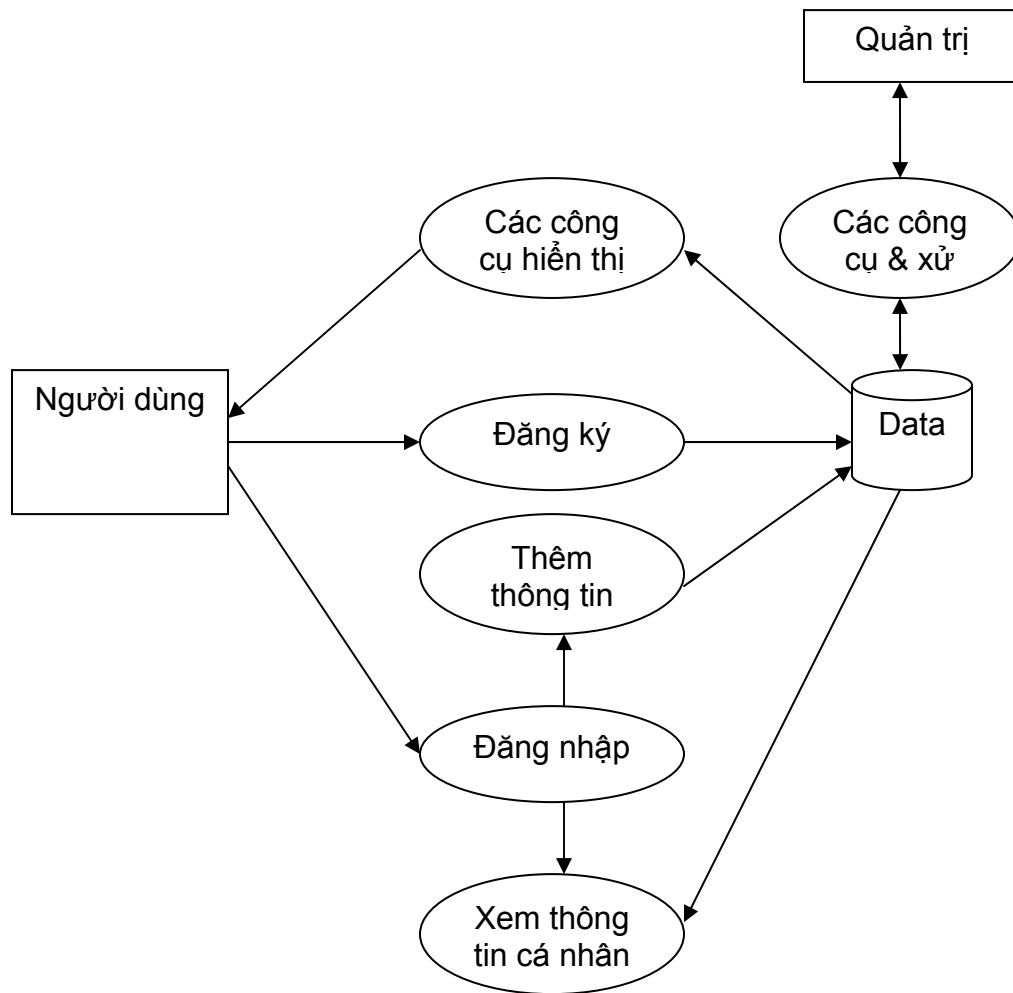 Quản trị
Các công
cụ hiển thị
Các công
cụ & xử
Người dùng
Đăng ký
Data
Thêm
thông tin
Đăng nhập
Xem thông
tin cá nhân